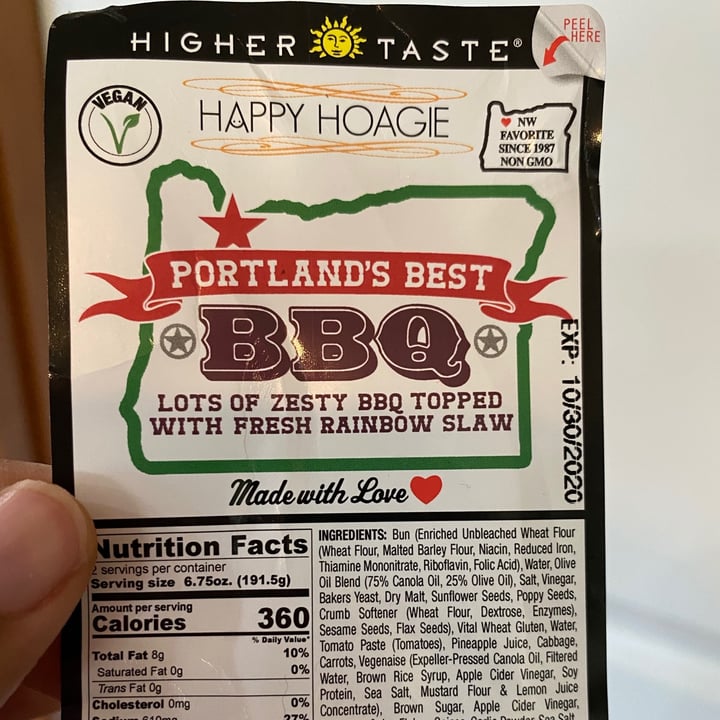 HIGHER TASTE®
PEEL
HERE
VEGAN
HAPPY HOAGIE
NW
FAVORITE
SINCE 1987
NON GMO
PORTLAND'S BEST
BBQ
LOTS OF ZESTY BBQ TOPPED
WITH FRESH RAINBOW SLAW
EXP: 10/30/2020
Made with Love
Nutrition Facts
2 servings per container
Serving size 6.75oz. (191.5g)
Amount per serving
Calories 360
% Daily Value*
Total Fat 8g 10%
Saturated Fat 0g 0%
Trans Fat 0g
Cholesterol 0mg 0%
27%
INGREDIENTS: Bun (Enriched Unbleached Wheat Flour
(Wheat Flour, Malted Barley Flour, Niacin, Reduced Iron,
Thiamine Mononitrate, Riboflavin, Folic Acid), Water, Olive
Oil Blend (75% Canola Oil, 25% Olive Oil), Salt, Vinegar,
Bakers Yeast, Dry Malt, Sunflower Seeds, Poppy Seeds,
Crumb Softener (Wheat Flour, Dextrose, Enzymes),
Sesame Seeds, Flax Seeds), Vital Wheat Gluten, Water,
Tomato Paste (Tomatoes), Pineapple Juice, Cabbage,
Carrots, Vegenaise (Expeller-Pressed Canola Oil, Filtered
Water, Brown Rice Syrup, Apple Cider Vinegar, Soy
Protein, Sea Salt, Mustard Flour & Lemon Juice
Concentrate), Brown Sugar, Apple Cider Vinegar,